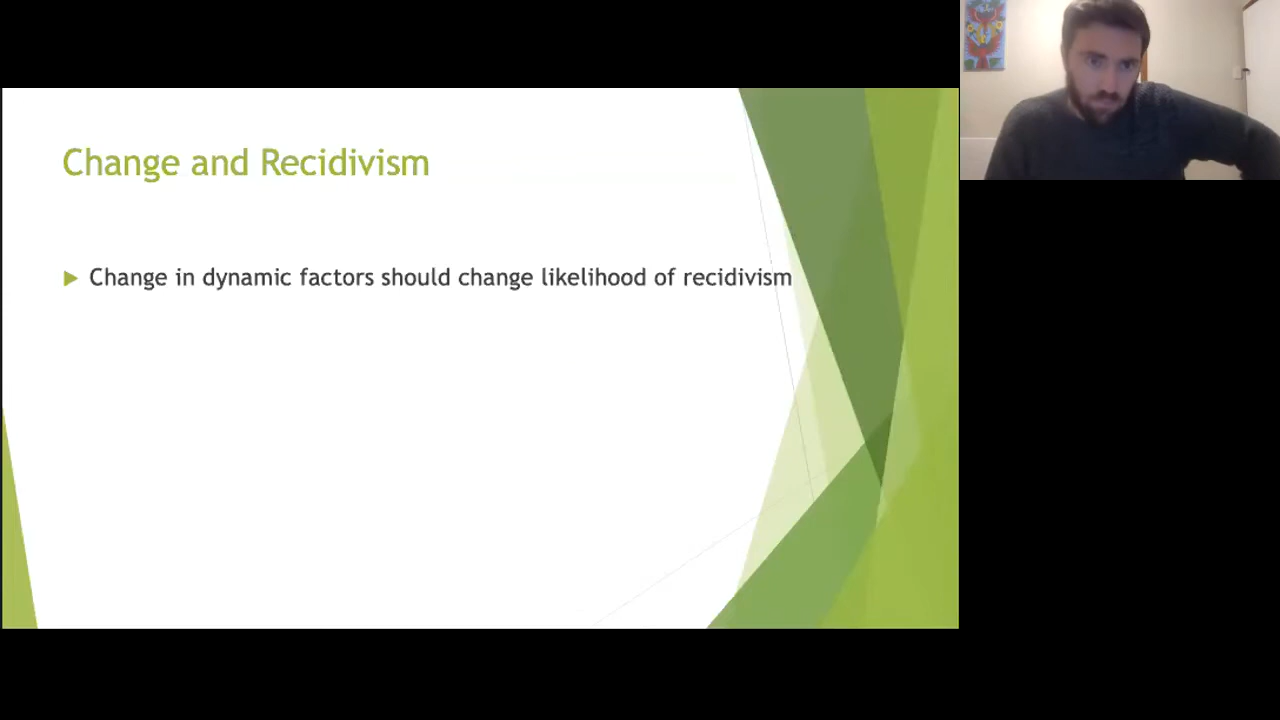 Change and Recidivism
Change in dynamic factors should change likelihood of recidivism